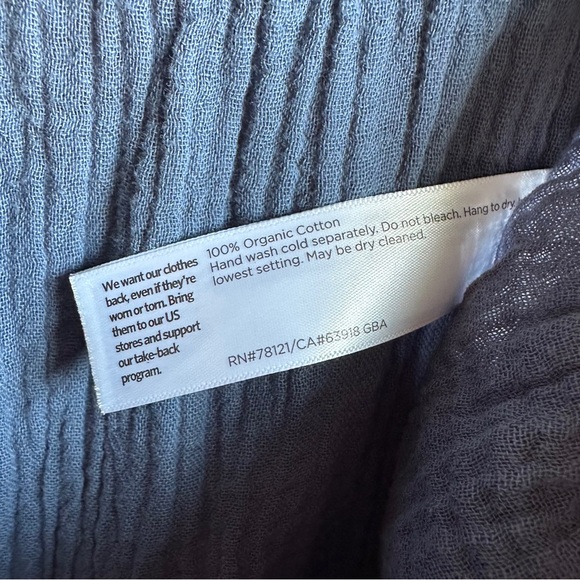 We want our clothes
back, even if they're
worn or torn. Bring
them to our US
stores and support
our take-back
program.
100% Organic Cotton
Hand wash cold separately. Do not bleach. Hang to dry.
lowest setting. May be dry cleaned.
RN#78121/CA#63918 GBA